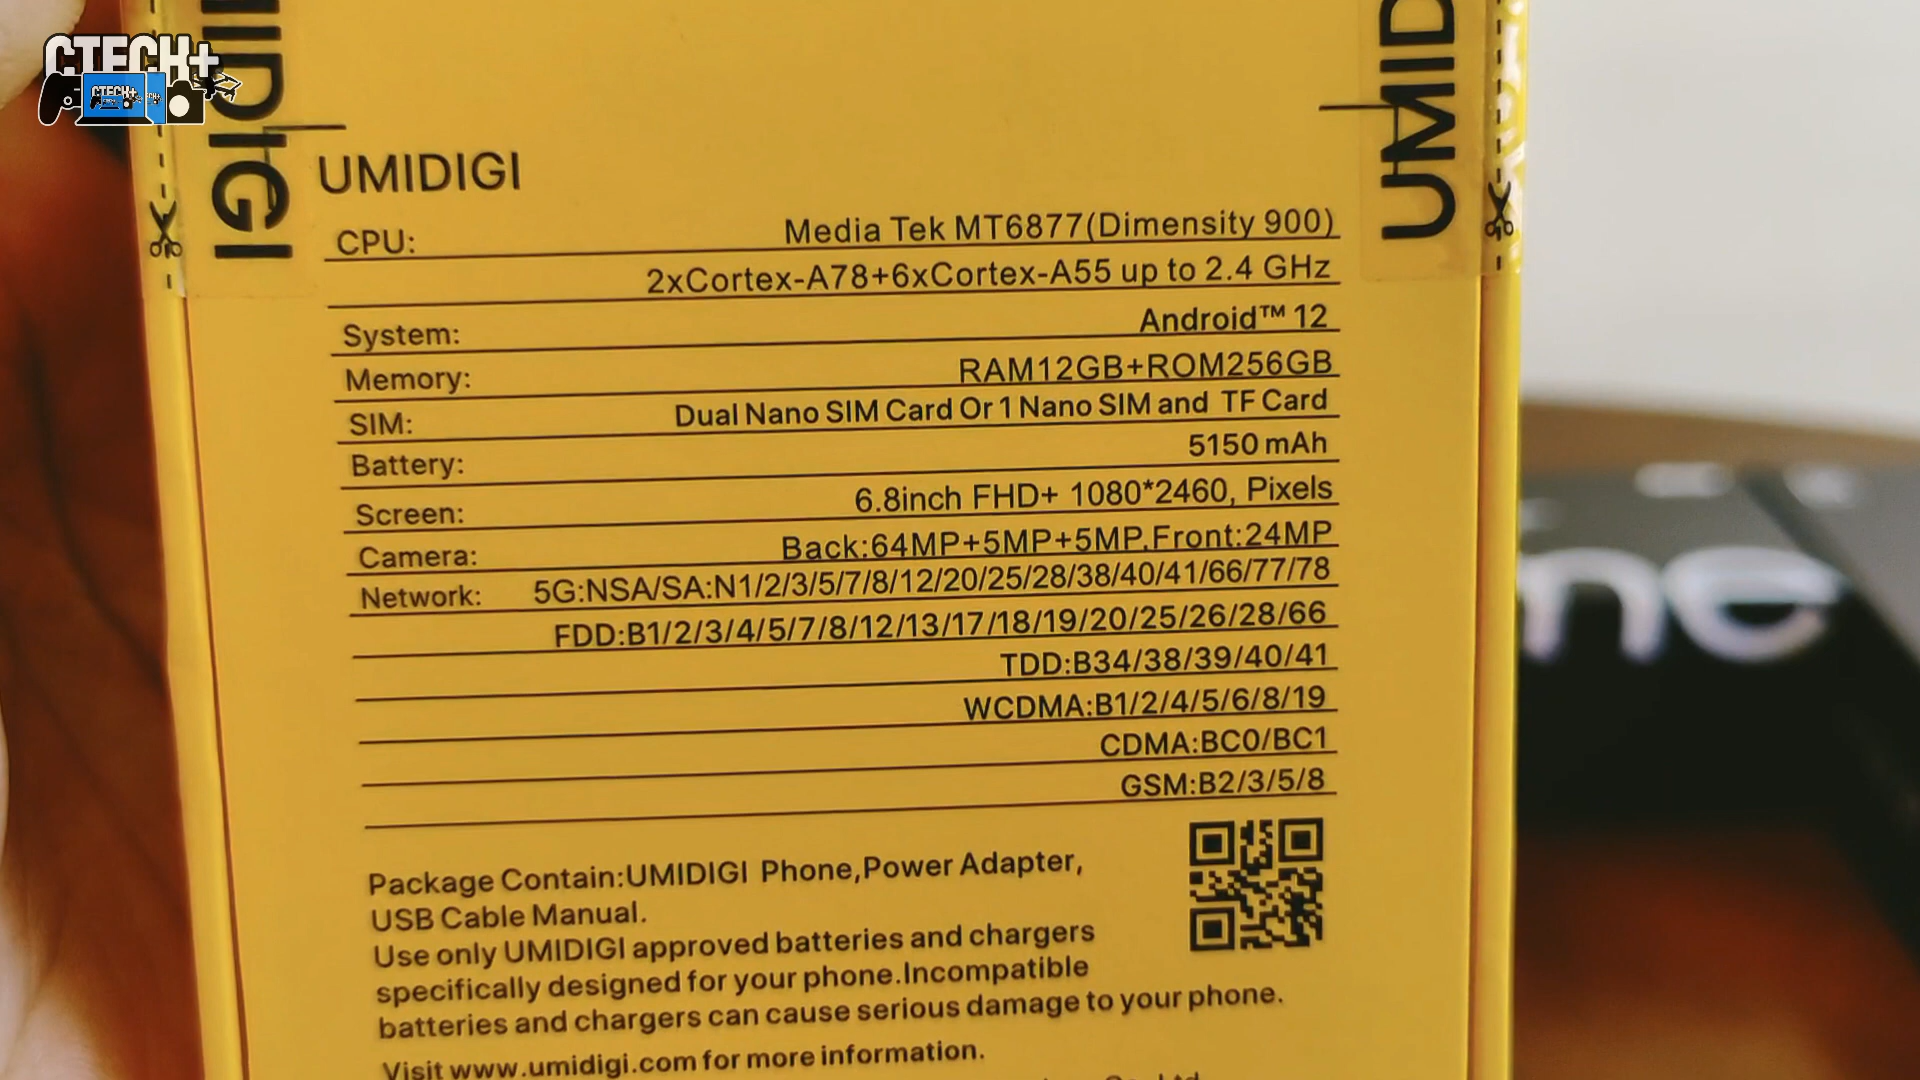 CTECH+
CTECH+
UMIDIGI
UMIDIGI
UMIDIGI
CPU: Media Tek MT6877(Dimensity 900)
2xCortex-A78+6xCortex-A55 up to 2.4 GHz
System: Android™ 12
Memory: RAM12GB+ROM256GB
SIM: Dual Nano SIM Card Or 1 Nano SIM and TF Card
Battery: 5150 mAh
Screen: 6.8inch FHD+ 1080*2460, Pixels
Camera: Back:64MP+5MP+5MP,Front:24MP
Network: 5G:NSA/SA:N1/2/3/5/7/8/12/20/25/28/38/40/41/66/77/78
FDD:B1/2/3/4/5/7/8/12/13/17/18/19/20/25/26/28/66
TDD:B34/38/39/40/41
WCDMA:B1/2/4/5/6/8/19
CDMA:BC0/BC1
GSM:B2/3/5/8
Package Contain:UMIDIGI Phone,Power Adapter,
USB Cable Manual.
Use only UMIDIGI approved batteries and chargers
specifically designed for your phone.Incompatible
batteries and chargers can cause serious damage to your phone.
Visit www.umidigi.com for more information.